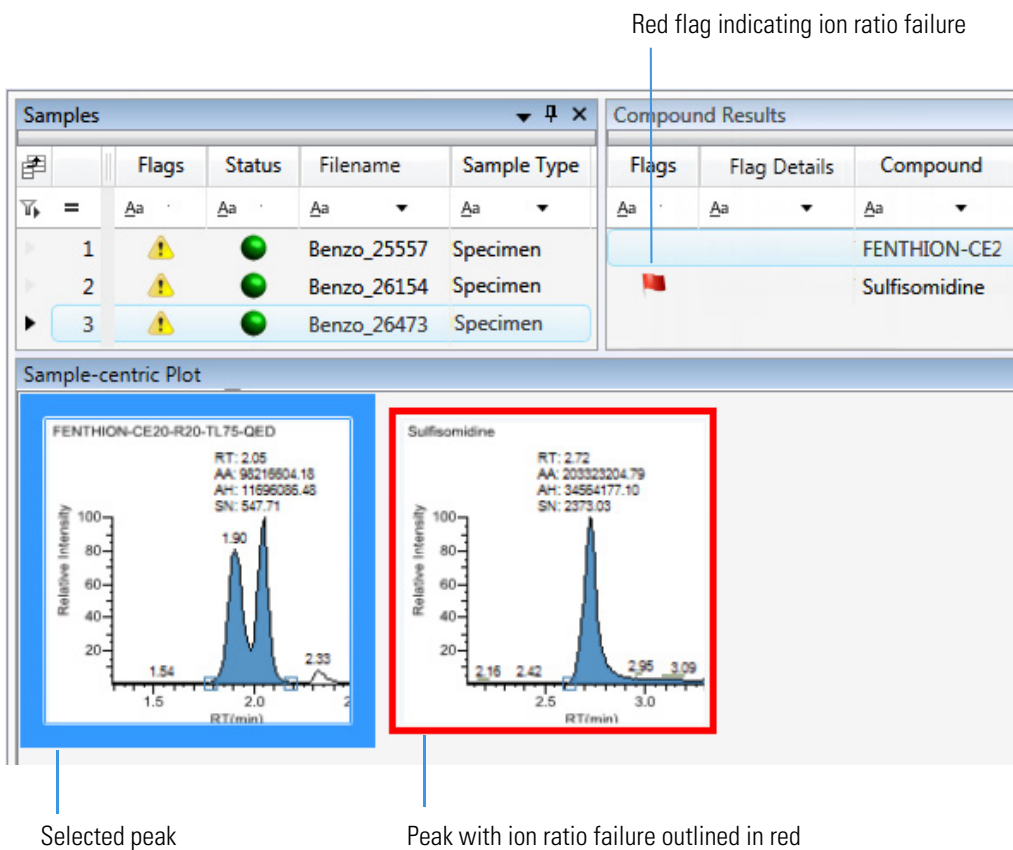 Red flag indicating ion ratio failure
Samples
Compound Results
Flags Status Filename Sample Type
Flags Flag Details Compound
= Aa Aa Aa Aa
Aa Aa Aa
1 Benzo_25557 Specimen
FENTHION-CE2
2 Benzo_26154 Specimen
Sulfisomidine
3 Benzo_26473 Specimen
Sample-centric Plot
FENTHION-CE20-R20-TL75-QED
RT: 2.05
AA: 98216604.18
AH: 11696086.48
SN: 547.71
1.90
Relative Intensity
100
80
60
40
20
1.54
2.33
1.5 2.0 2
RT(min)
Sulfisomidine
RT: 2.72
AA: 203323204.79
AH: 34564177.10
SN: 2373.03
Relative Intensity
100
80
60
40
20
2.16 2.42 2.95 3.09
2.5 3.0
RT(min)
Selected peak
Peak with ion ratio failure outlined in red